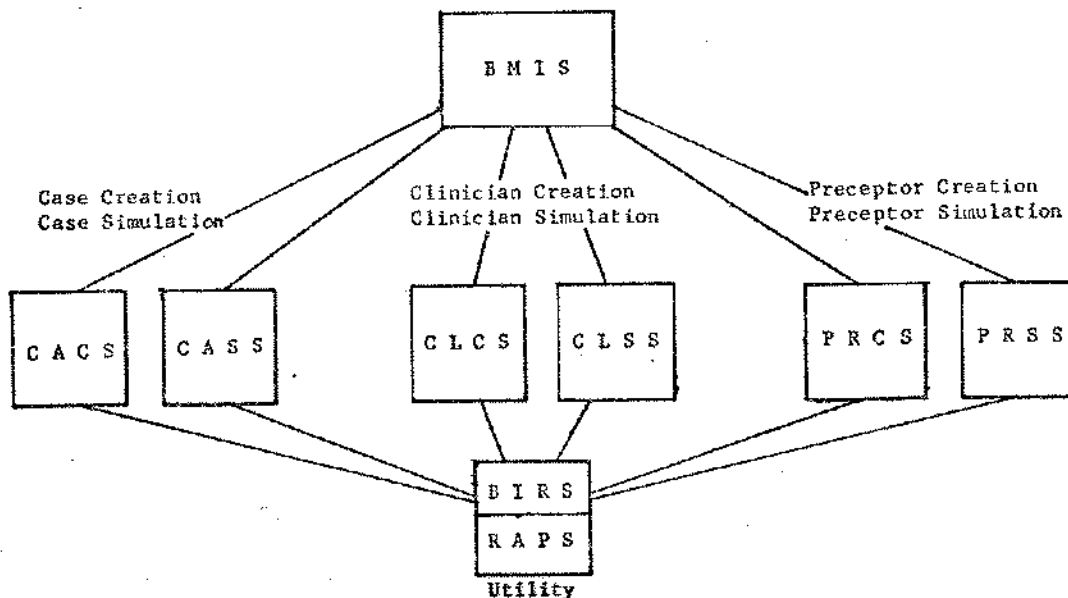 B M I S
Case Creation
Case Simulation
Clinician Creation
Clinician Simulation
Preceptor Creation
Preceptor Simulation
C A C S
C A S S
C L C S
C L S S
P R C S
P R S S
B I R S
R A P S
Utility